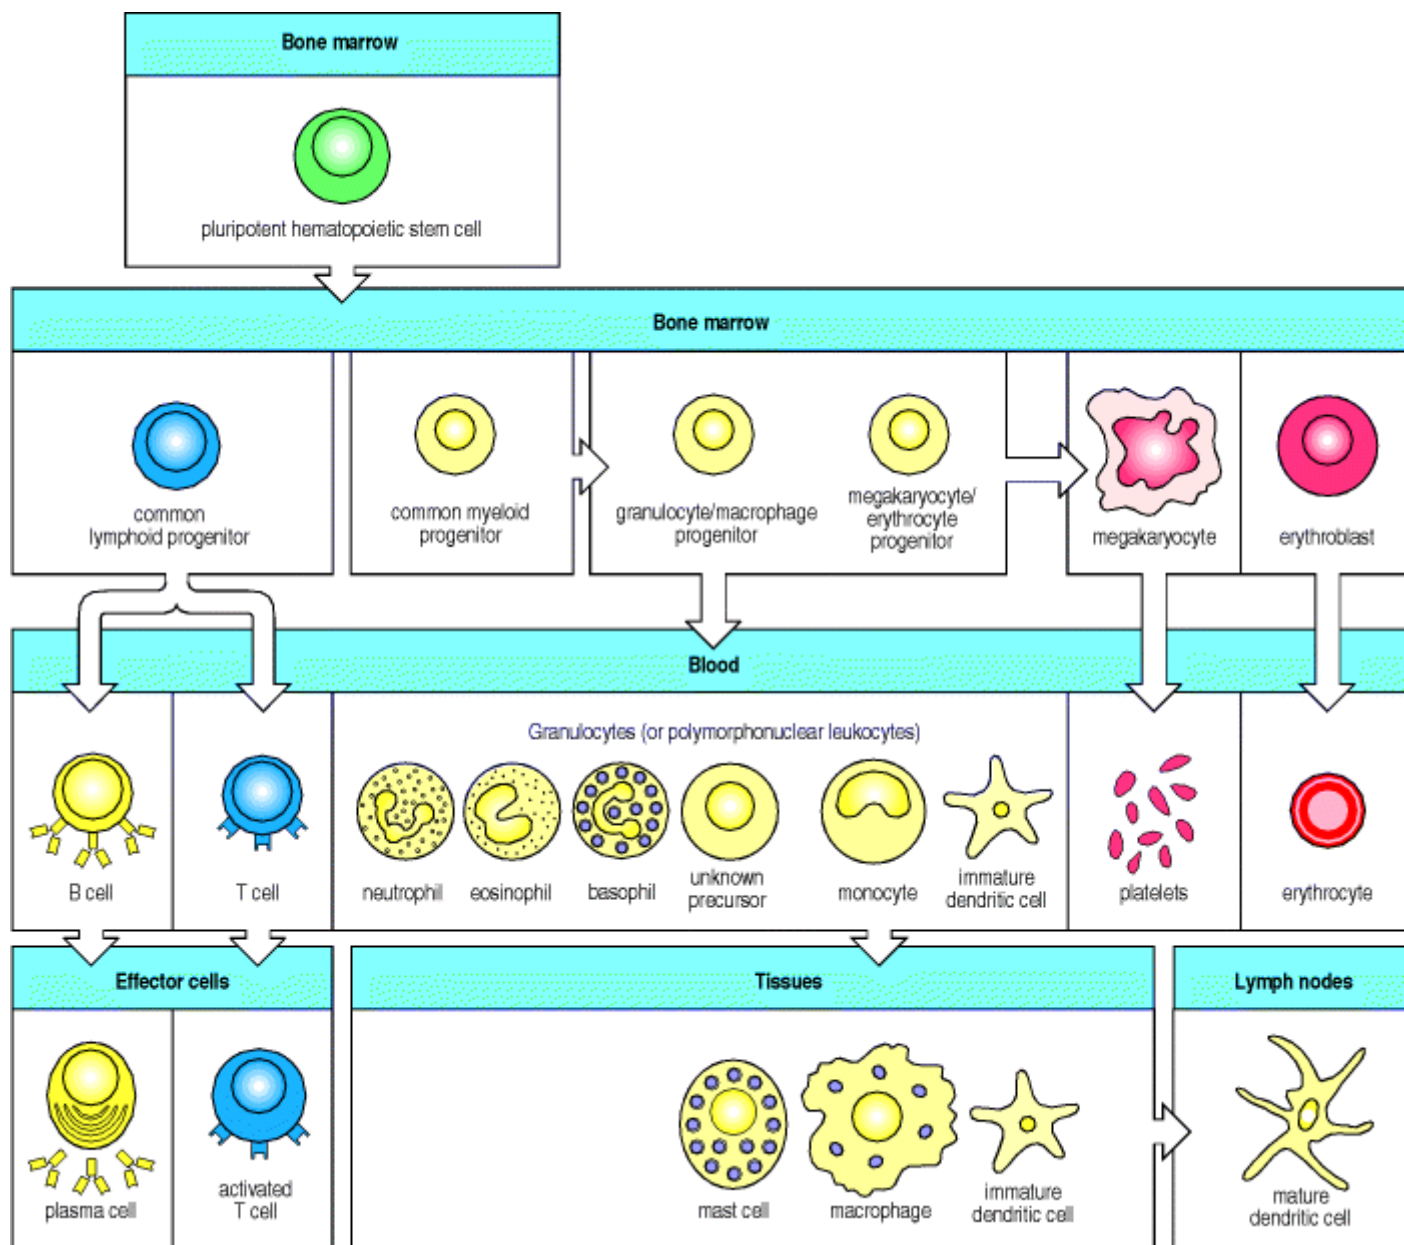 Bone marrow
pluripotent hematopoietic stem cell
Bone marrow
common
lymphoid progenitor
common myeloid
progenitor
granulocyte/macrophage
progenitor
megakaryocyte/
erythrocyte
progenitor
megakaryocyte
erythroblast
Blood
Granulocytes (or polymorphonuclear leukocytes)
B cell
T cell
neutrophil
eosinophil
basophil
unknown
precursor
monocyte
immature
dendritic cell
platelets
erythrocyte
Effector cells
Tissues
Lymph nodes
plasma cell
activated
T cell
mast cell
macrophage
immature
dendritic cell
mature
dendritic cell